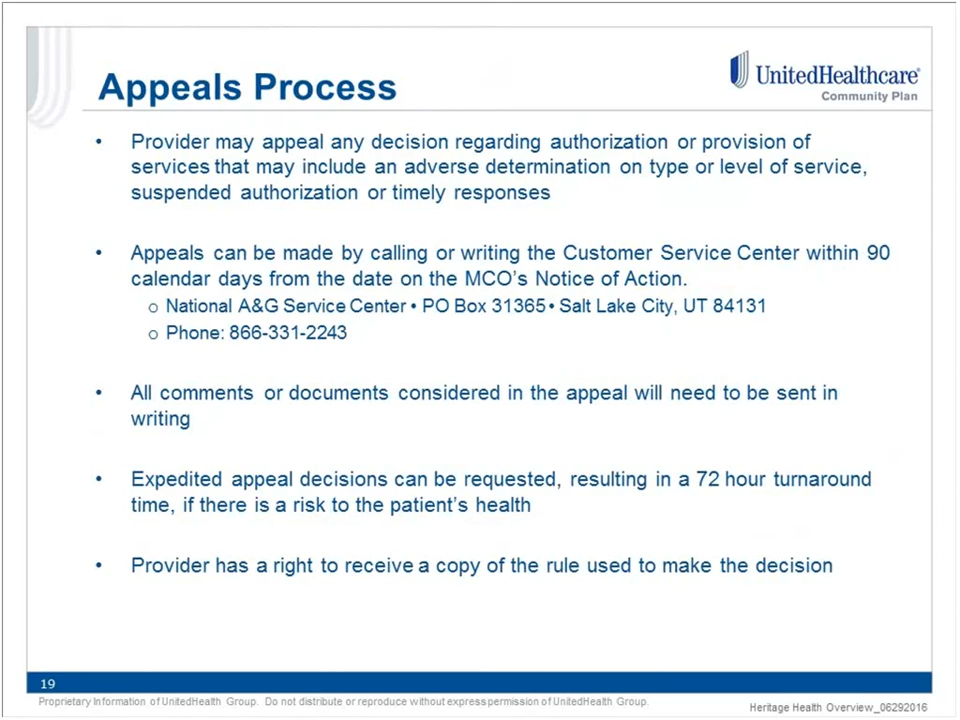 Appeals Process
UnitedHealthcare®
Community Plan
• Provider may appeal any decision regarding authorization or provision of
services that may include an adverse determination on type or level of service,
suspended authorization or timely responses
• Appeals can be made by calling or writing the Customer Service Center within 90
calendar days from the date on the MCO's Notice of Action.
o National A&G Service Center • PO Box 31365 • Salt Lake City, UT 84131
o Phone: 866-331-2243
• All comments or documents considered in the appeal will need to be sent in
writing
• Expedited appeal decisions can be requested, resulting in a 72 hour turnaround
time, if there is a risk to the patient's health
• Provider has a right to receive a copy of the rule used to make the decision
19
Proprietary Information of UnitedHealth Group. Do not distribute or reproduce without express permission of UnitedHealth Group.
Heritage Health Overview_06292016